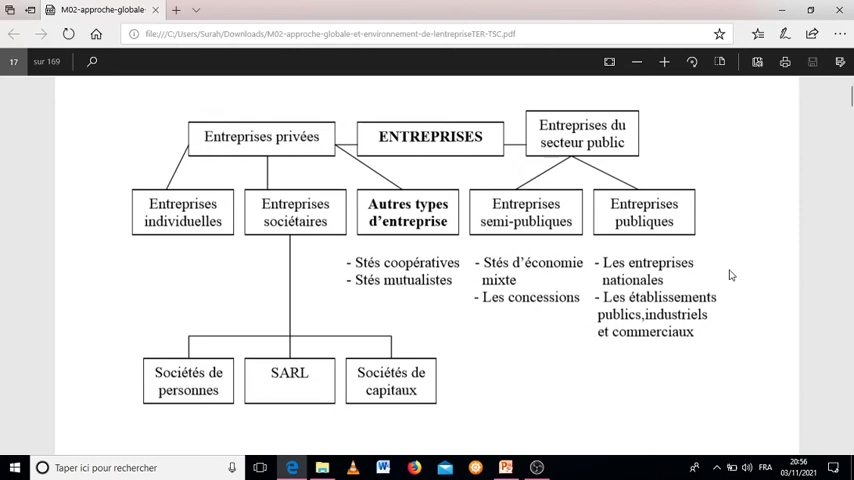 M02-approche-globale-
file:///C:/Users/Surah/Downloads/M02-approche-globale-et-environnement-de-lentrepriseTER-TSC.pdf
17 sur 169
Entreprises privées
ENTREPRISES
Entreprises du
secteur public
Entreprises
individuelles
Entreprises
sociétaires
Autres types
d’entreprise
Entreprises
semi-publiques
Entreprises
publiques
- Stés coopératives
- Stés mutualistes
- Stés d’économie
mixte
- Les concessions
- Les entreprises
nationales
- Les établissements
publics,industriels
et commerciaux
Sociétés de
personnes
SARL
Sociétés de
capitaux
Taper ici pour rechercher
FRA
20:56
03/11/2021